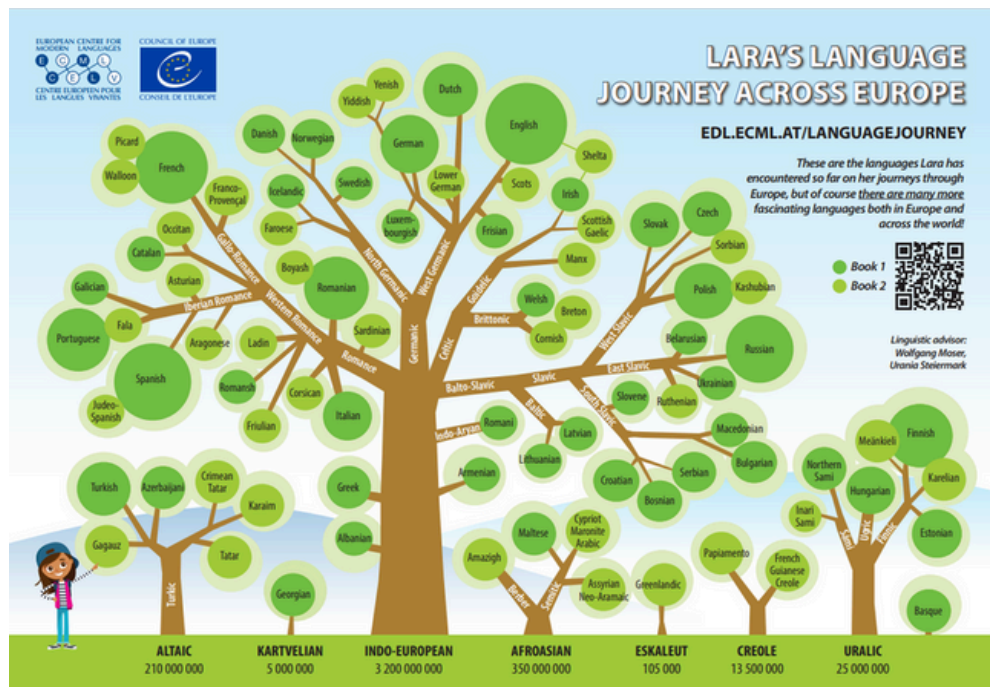 EUROPEAN CENTRE FOR
MODERN LANGUAGES
E C M L
C E L V
CENTRE EUROPEEN POUR
LES LANGUES VIVANTES
COUNCIL OF EUROPE
CONSEIL DE L'EUROPE
LARA'S LANGUAGE
JOURNEY ACROSS EUROPE
EDL.ECML.AT/LANGUAGEJOURNEY
These are the languages Lara has
encountered so far on her journeys through
Europe, but of course there are many more
fascinating languages both in Europe and
across the world!
Book 1
Book 2
Linguistic advisor:
Wolfgang Moser,
Urania Steiermark
Picard
Walloon
French
Franco-
Provençal
Occitan
Catalan
Gallo-Romance
Galician
Asturian
Iberian Romance
Fala
Portuguese
Aragonese
Spanish
Judeo-
Spanish
Western Romance
Boyash
Romanian
Sardinian
Ladin
Romansh
Friulian
Corsican
Italian
Romance
Danish
Norwegian
Icelandic
Swedish
Faroese
North Germanic
Yiddish
Yenish
German
Dutch
Luxem-
bourgish
Lower
German
English
Scots
Frisian
West Germanic
Germanic
Shelta
Irish
Scottish
Gaelic
Manx
Goidelic
Welsh
Breton
Cornish
Brittonic
Celtic
Slovak
Czech
Sorbian
Polish
Kashubian
West Slavic
Belarusian
Russian
Ukrainian
Ruthenian
East Slavic
Balto-Slavic
Slavic
South Slavic
Slovene
Macedonian
Bulgarian
Serbian
Bosnian
Croatian
Baltic
Latvian
Lithuanian
Indo-Aryan
Romani
Armenian
Greek
Albanian
Turkish
Azerbaijani
Crimean
Tatar
Karaim
Gagauz
Tatar
Turkic
Georgian
Maltese
Cypriot
Maronite
Arabic
Amazigh
Assyrian
Neo-Aramaic
Berber
Semitic
Greenlandic
Papiamento
French
Guianese
Creole
Northern
Sami
Inari
Sami
Hungarian
Meänkieli
Finnish
Karelian
Estonian
Sámi
Ugric
Finnic
Basque
ALTAIC
210 000 000
KARTVELIAN
5 000 000
INDO-EUROPEAN
3 200 000 000
AFROASIAN
350 000 000
ESKALEUT
105 000
CREOLE
13 500 000
URALIC
25 000 000